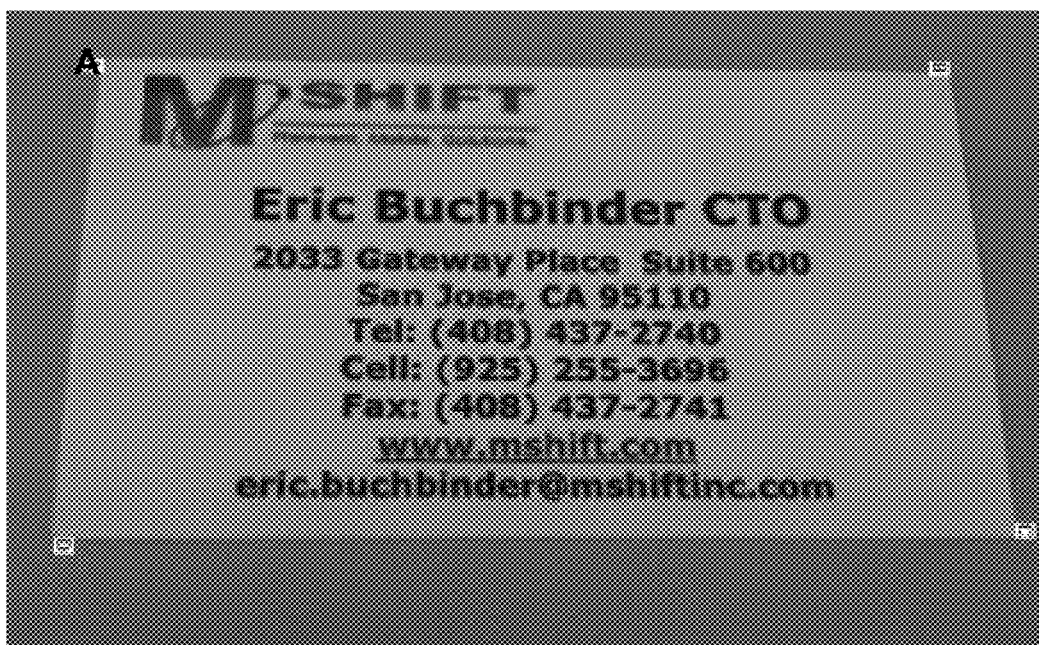 A
M SHIFT
Eric Buchbinder CTO
2033 Gateway Place Suite 600
San Jose, CA 95110
Tel: (408) 437-2740
Cell: (925) 255-3696
Fax: (408) 437-2741
www.mshift.com
eric.buchbinder@mshiftinc.com